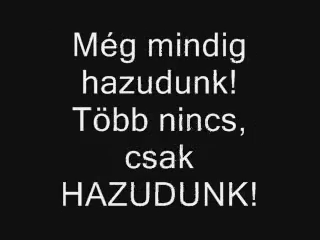 Még mindig
hazudunk!
Több nincs,
csak
HAZUDUNK!